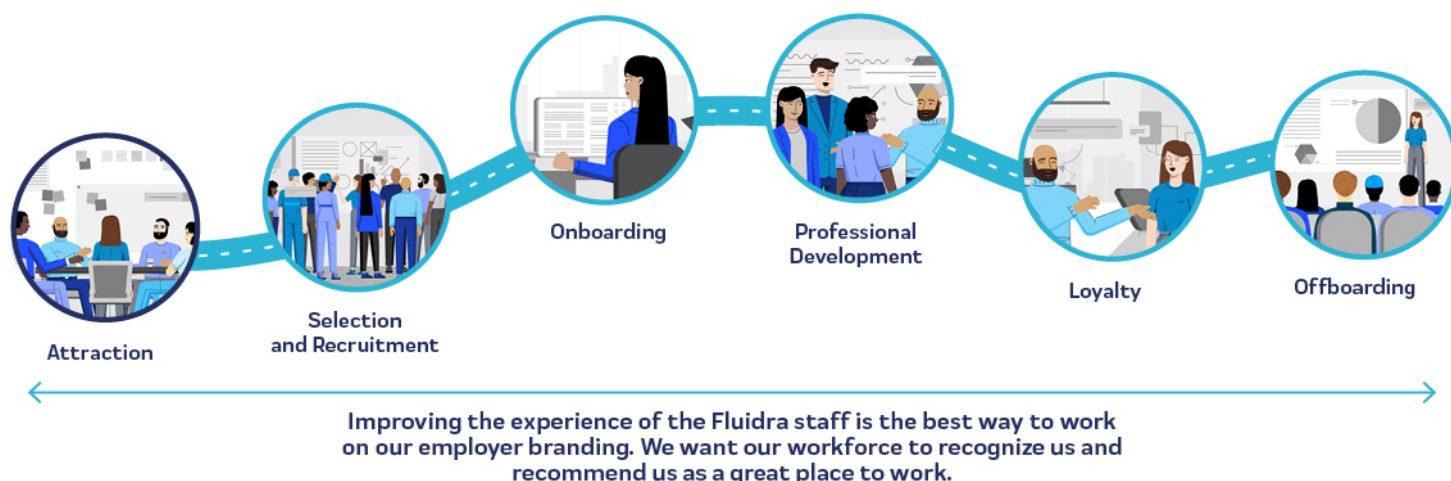 Attraction
Selection
and Recruitment
Onboarding
Professional
Development
Loyalty
Offboarding
Improving the experience of the Fluidra staff is the best way to work
on our employer branding. We want our workforce to recognize us and
recommend us as a great place to work.